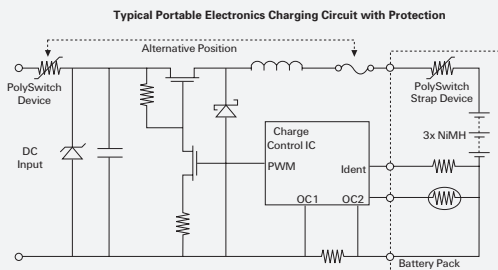 Typical Portable Electronics Charging Circuit with Protection
Alternative Position
PolySwitch
Device
PolySwitch
Strap Device
DC
Input
Charge
Control IC
PWM
Ident
OC1
OC2
3x NiMH
Battery Pack